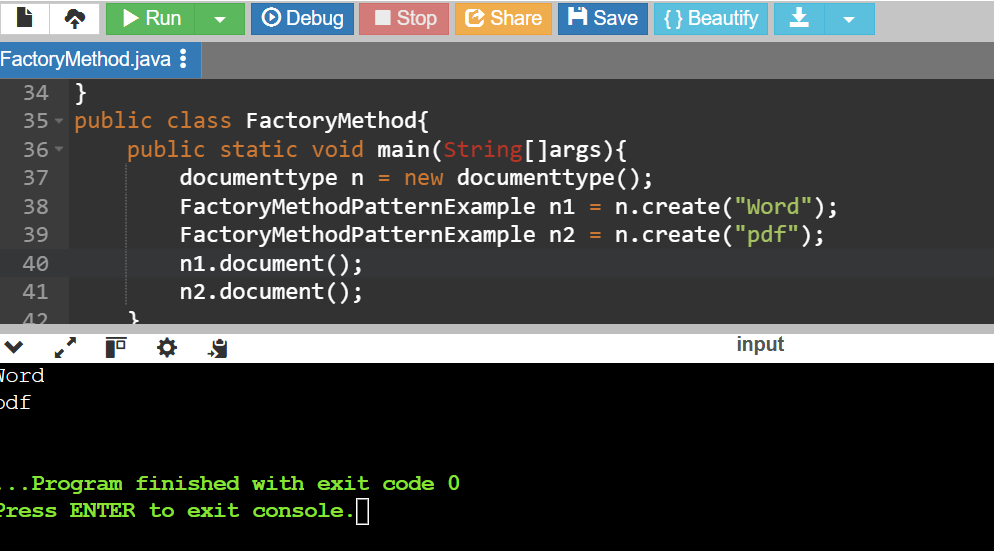 Run Debug Stop Share Save { } Beautify
FactoryMethod.java
34 }
35 public class FactoryMethod{
36 public static void main(String[]args){
37 documenttype n = new documenttype();
38 FactoryMethodPatternExample n1 = n.create("Word");
39 FactoryMethodPatternExample n2 = n.create("pdf");
40 n1.document();
41 n2.document();
42 }
input
Word
pdf
...Program finished with exit code 0
Press ENTER to exit console.